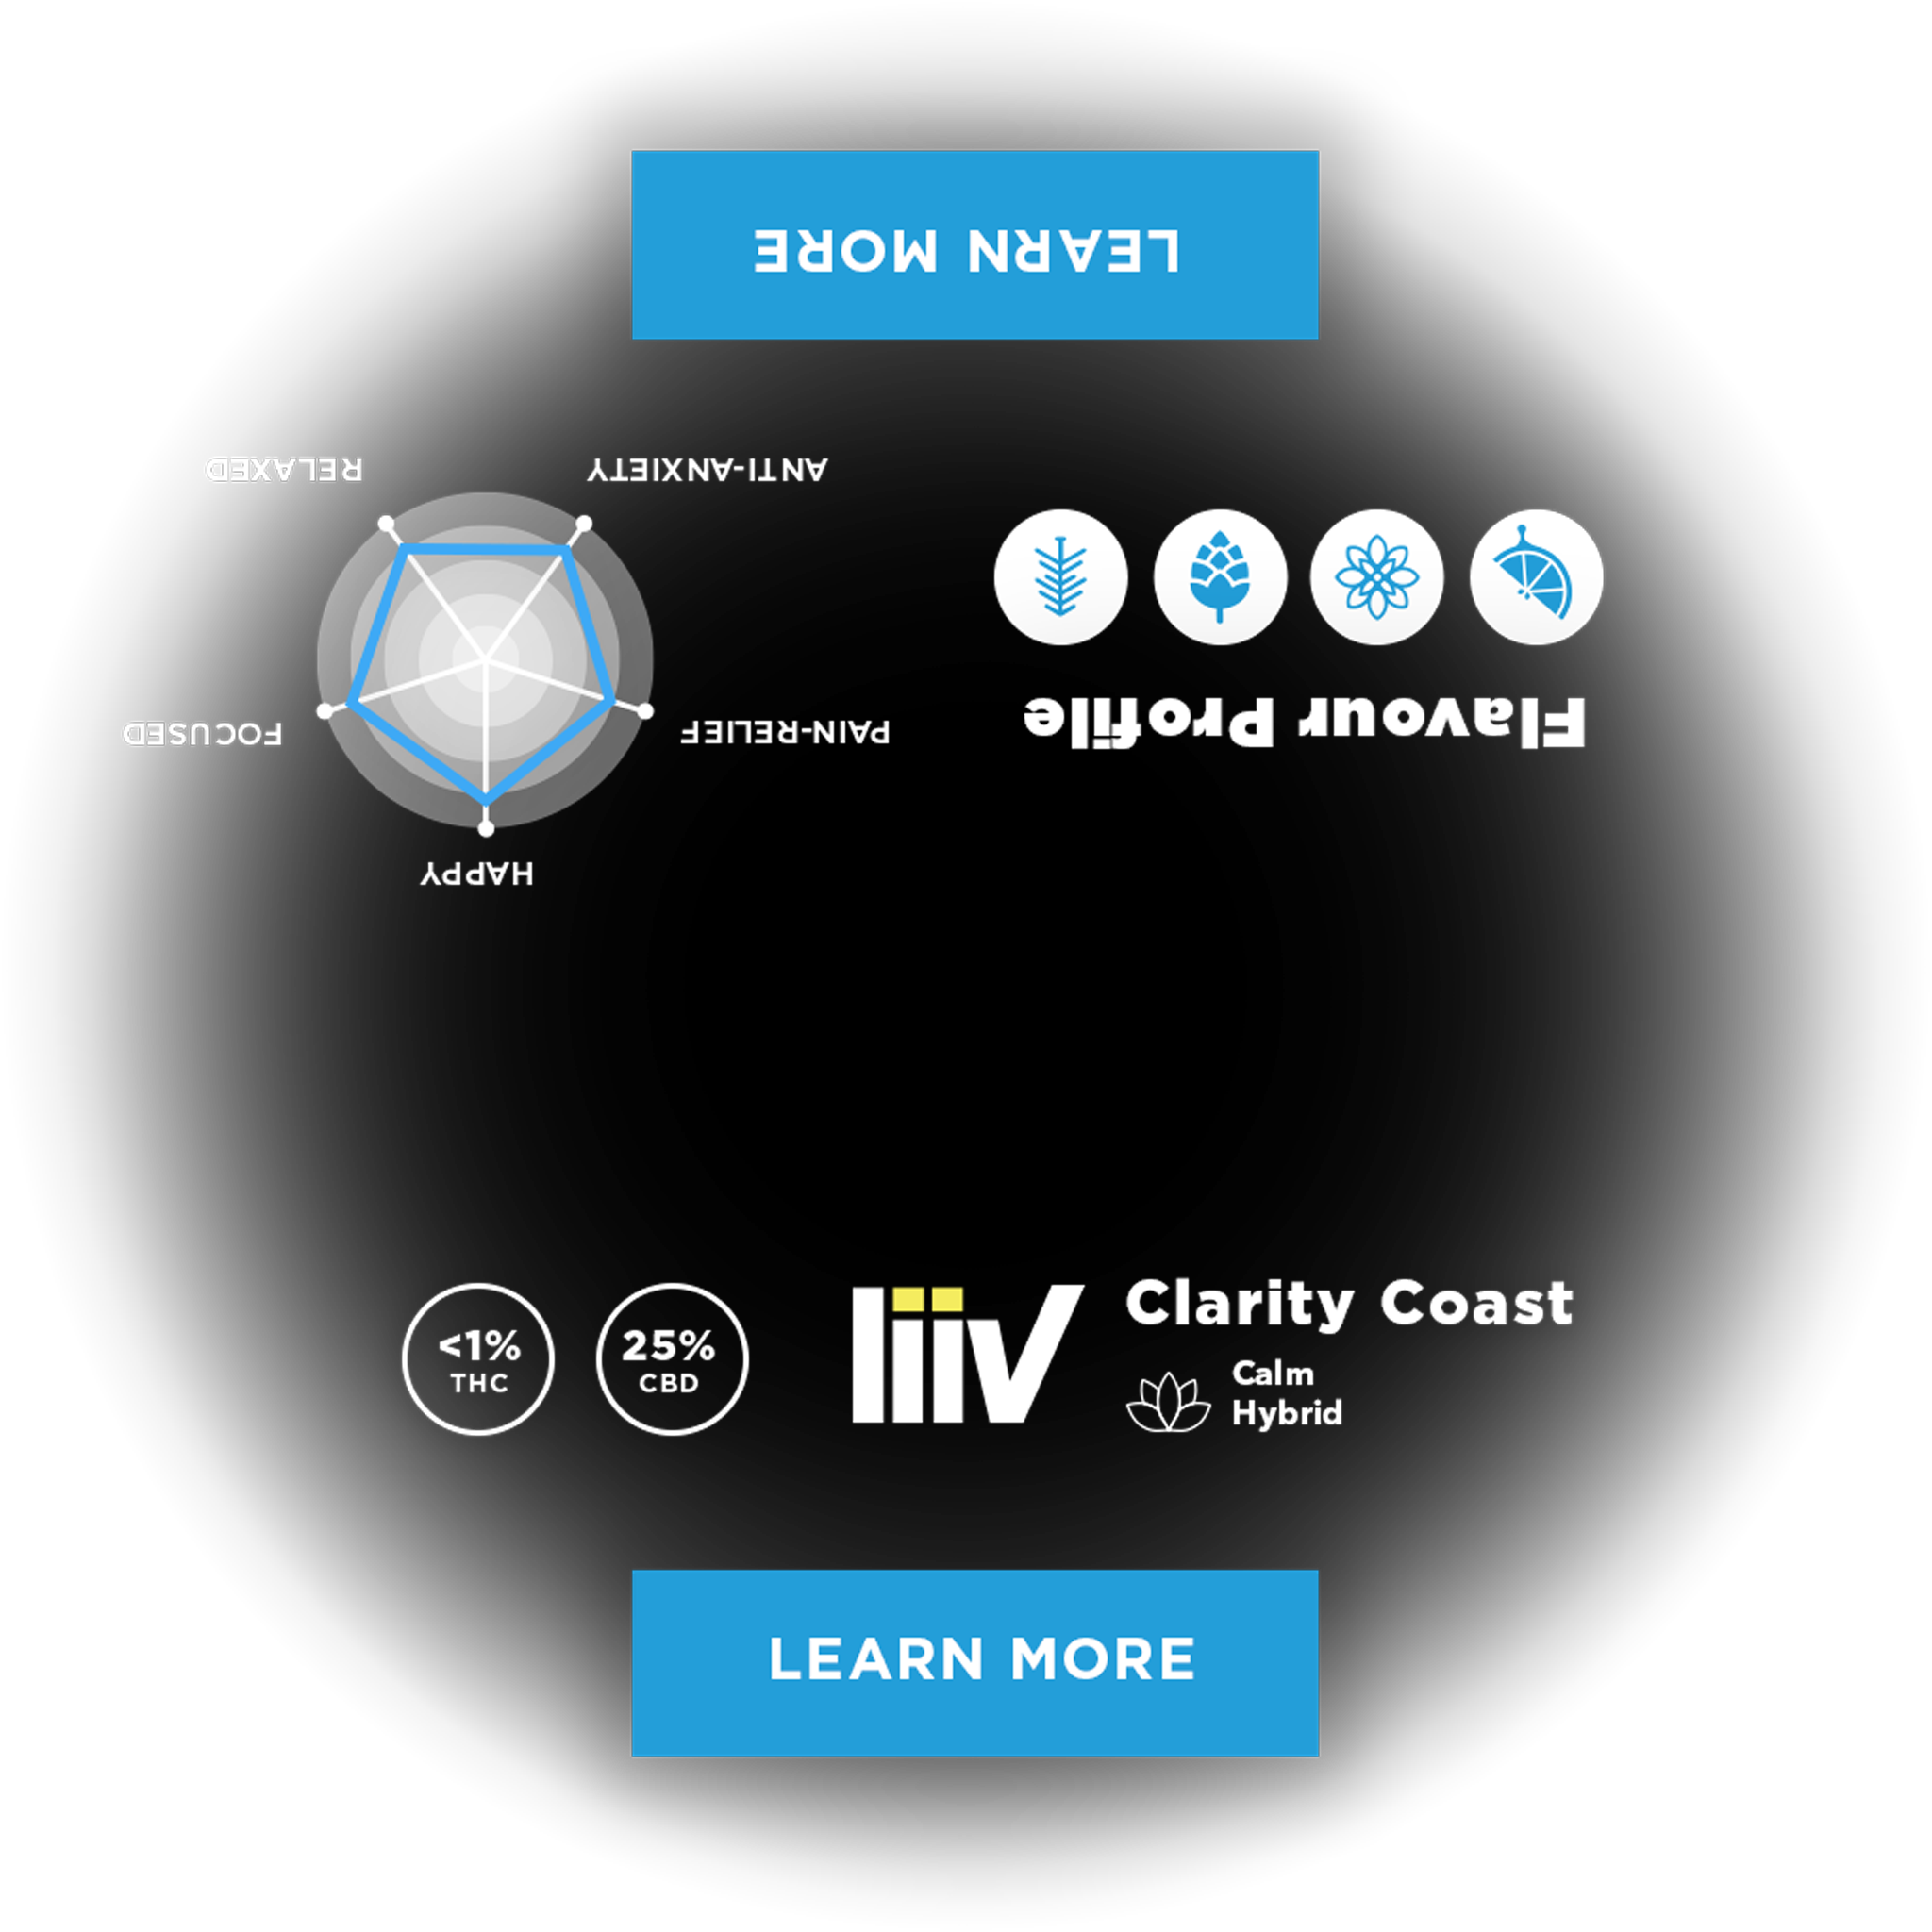 LEARN MORE
RELAXED
ANTI-ANXIETY
FOCUSED
PAIN-RELIEF
HAPPY
Flavour Profile
<1%
THC
25%
CBD
liiv
Clarity Coast
Calm
Hybrid
LEARN MORE